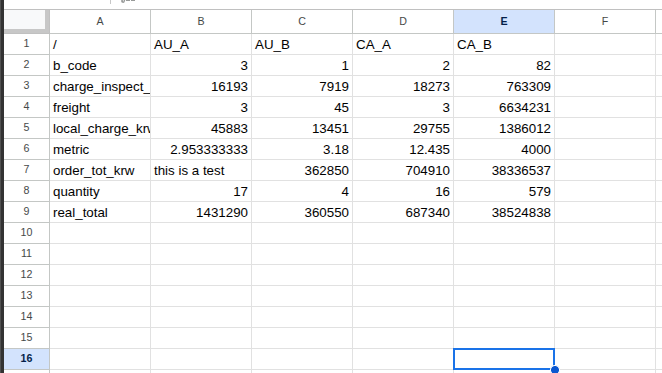 A B C D E F
1 / AU_A AU_B CA_A CA_B
2 b_code 3 1 2 82
3 charge_inspect_ 16193 7919 18273 763309
4 freight 3 45 3 6634231
5 local_charge_krw 45883 13451 29755 1386012
6 metric 2.953333333 3.18 12.435 4000
7 order_tot_krw this is a test 362850 704910 38336537
8 quantity 17 4 16 579
9 real_total 1431290 360550 687340 38524838
10
11
12
13
14
15
16